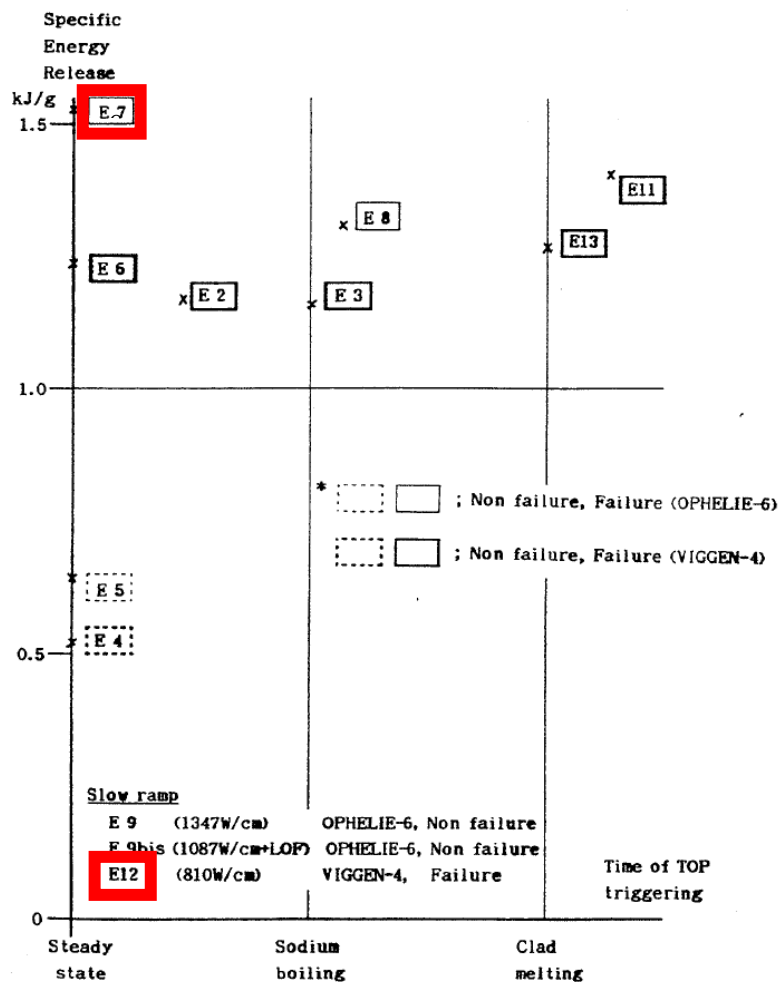 Specific
Energy
Release
kJ/g
E 7
1.5
E11
E 8
E13
E 6
E 2
E 3
1.0
*
; Non failure, Failure (OPHELIE-6)
; Non failure, Failure (VIGGEN-4)
E 5
E 4
0.5
Slow ramp
E 9 (1347W/cm) OPHELIE-6, Non failure
E 9bis (1087W/cm+LOF) OPHELIE-6, Non failure
E12 (810W/cm) VIGGEN-4, Failure
Time of TOP
triggering
0
Steady state
Sodium boiling
Clad melting